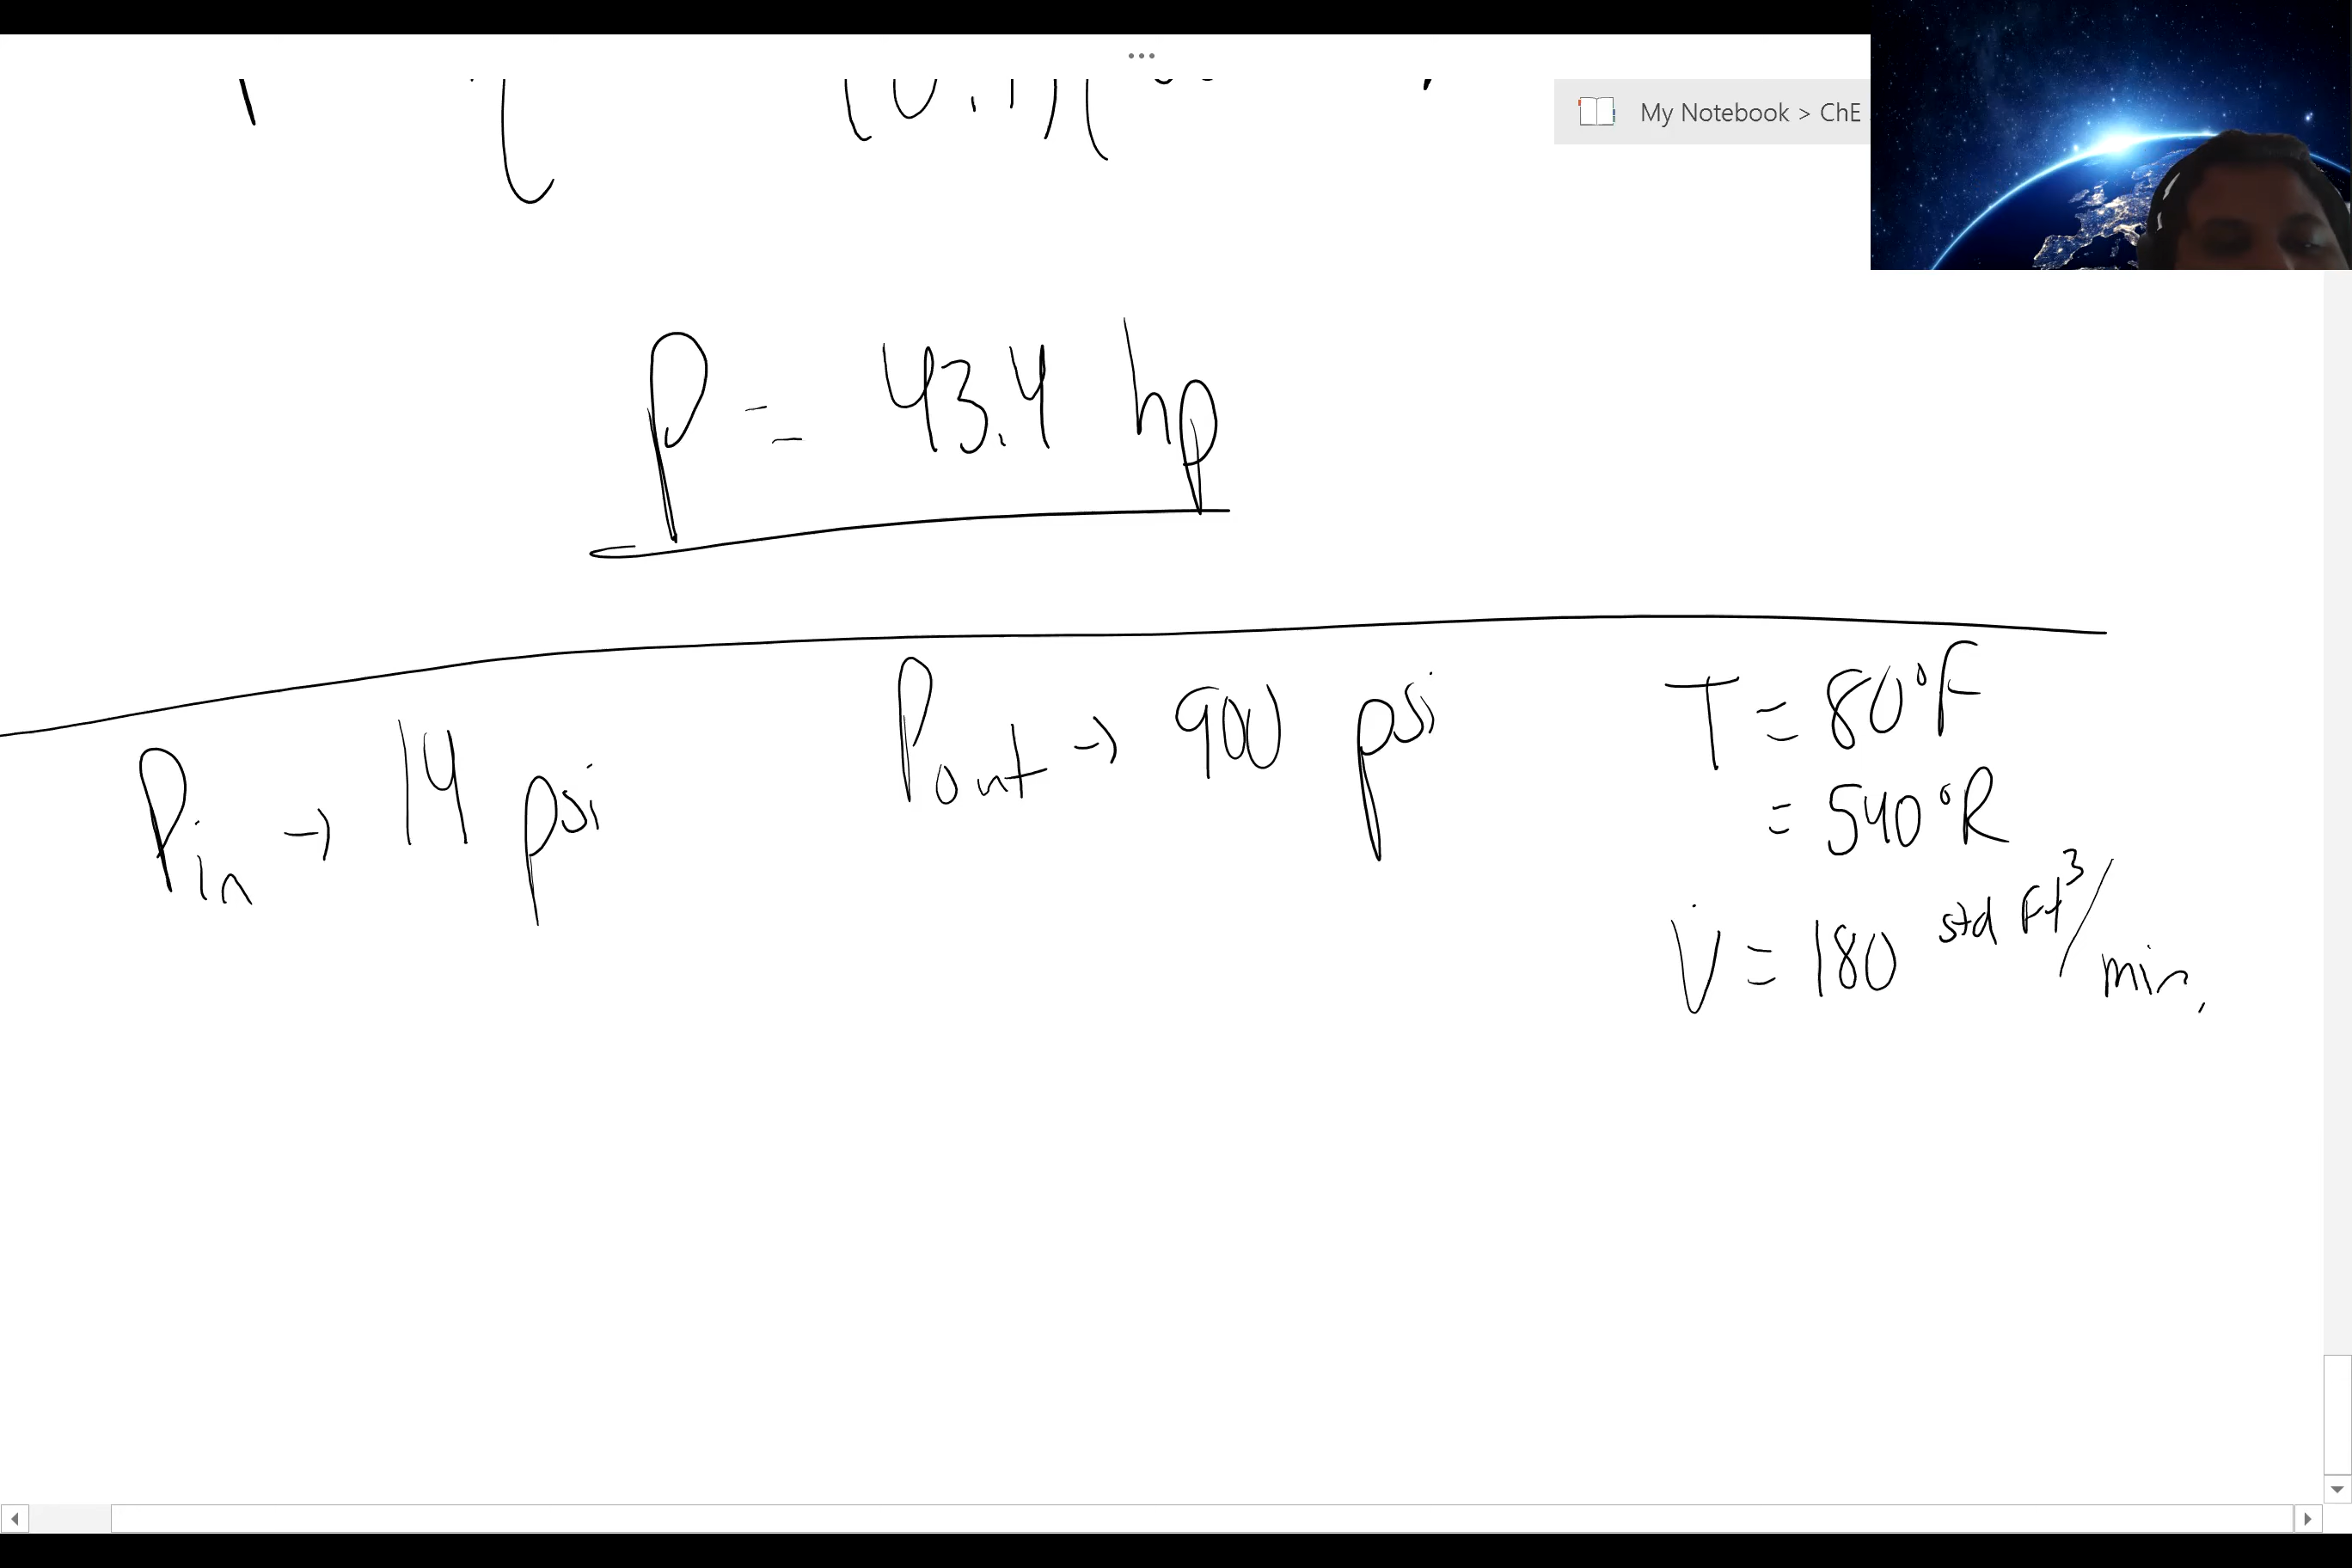 ...
My Notebook > ChE
P = 43.4 hp
Pin → 14 psi
Pout → 900 psi
T = 80°F
= 540°R
V̇ = 180 std Ft³/min.